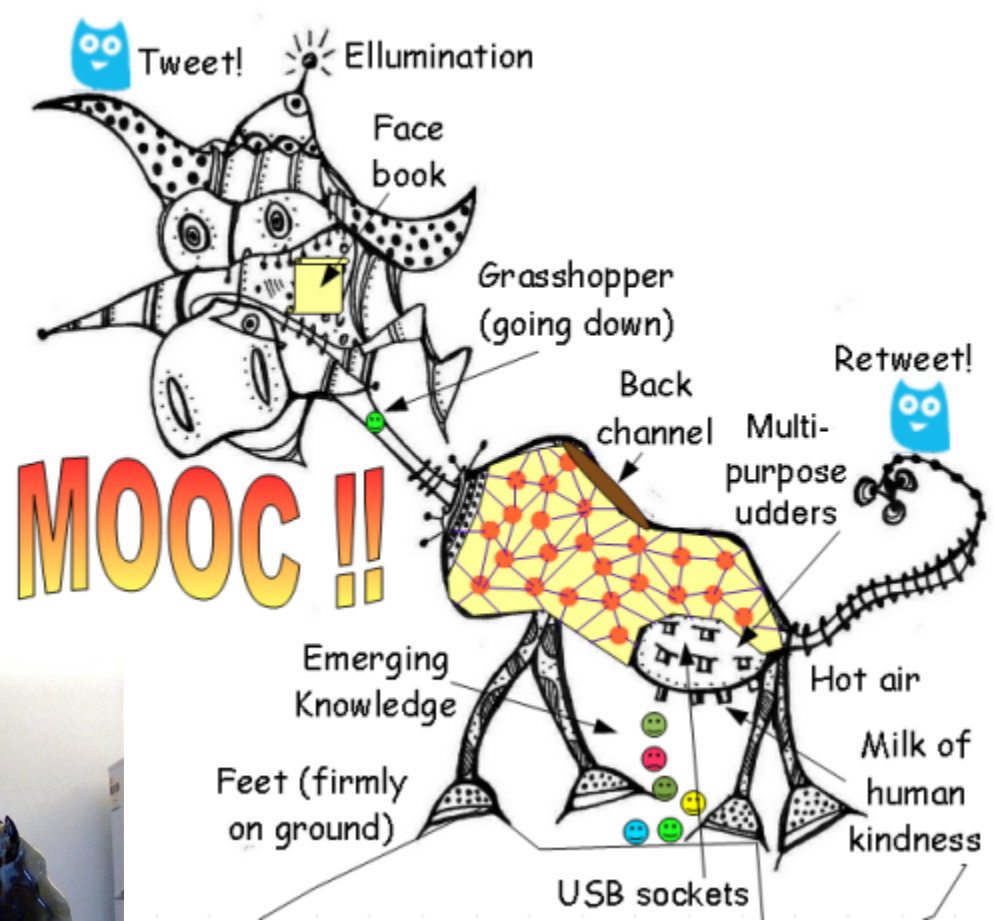 Tweet!
Ellumination
Face
book
Grasshopper
(going down)
Retweet!
Back
channel
Multi-
purpose
udders
MOOC !!
Emerging
Knowledge
Hot air
Feet (firmly
on ground)
Milk of
human
kindness
USB sockets